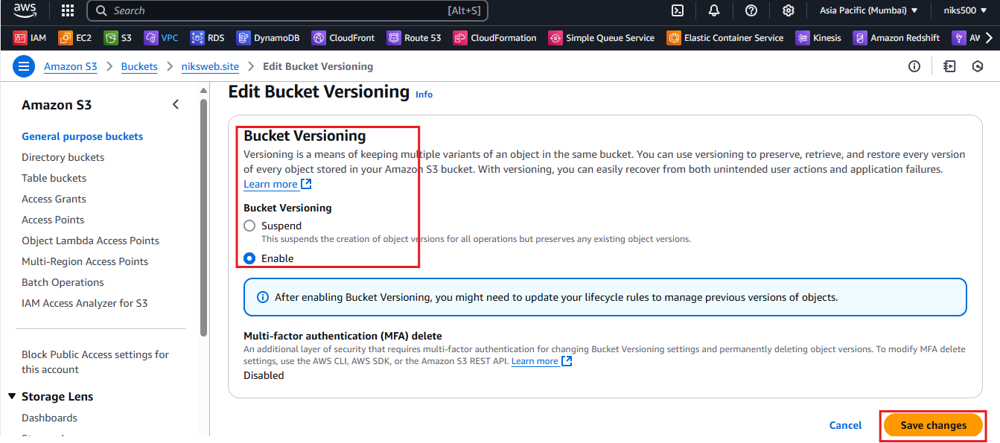 aws
Search [Alt+S] Asia Pacific (Mumbai) niks500
IAM EC2 S3 VPC RDS DynamoDB CloudFront Route 53 CloudFormation Simple Queue Service Elastic Container Service Kinesis Amazon Redshift AW
Amazon S3 > Buckets > niksweb.site > Edit Bucket Versioning
Amazon S3
General purpose buckets
Directory buckets
Table buckets
Access Grants
Access Points
Object Lambda Access Points
Multi-Region Access Points
Batch Operations
IAM Access Analyzer for S3
Block Public Access settings for
this account
Storage Lens
Dashboards
Edit Bucket Versioning Info
Bucket Versioning
Versioning is a means of keeping multiple variants of an object in the same bucket. You can use versioning to preserve, retrieve, and restore every version
of every object stored in your Amazon S3 bucket. With versioning, you can easily recover from both unintended user actions and application failures.
Learn more
Bucket Versioning
Suspend
This suspends the creation of object versions for all operations but preserves any existing object versions.
Enable
After enabling Bucket Versioning, you might need to update your lifecycle rules to manage previous versions of objects.
Multi-factor authentication (MFA) delete
An additional layer of security that requires multi-factor authentication for changing Bucket Versioning settings and permanently deleting object versions. To modify MFA delete
settings, use the AWS CLI, AWS SDK, or the Amazon S3 REST API. Learn more
Disabled
Cancel Save changes